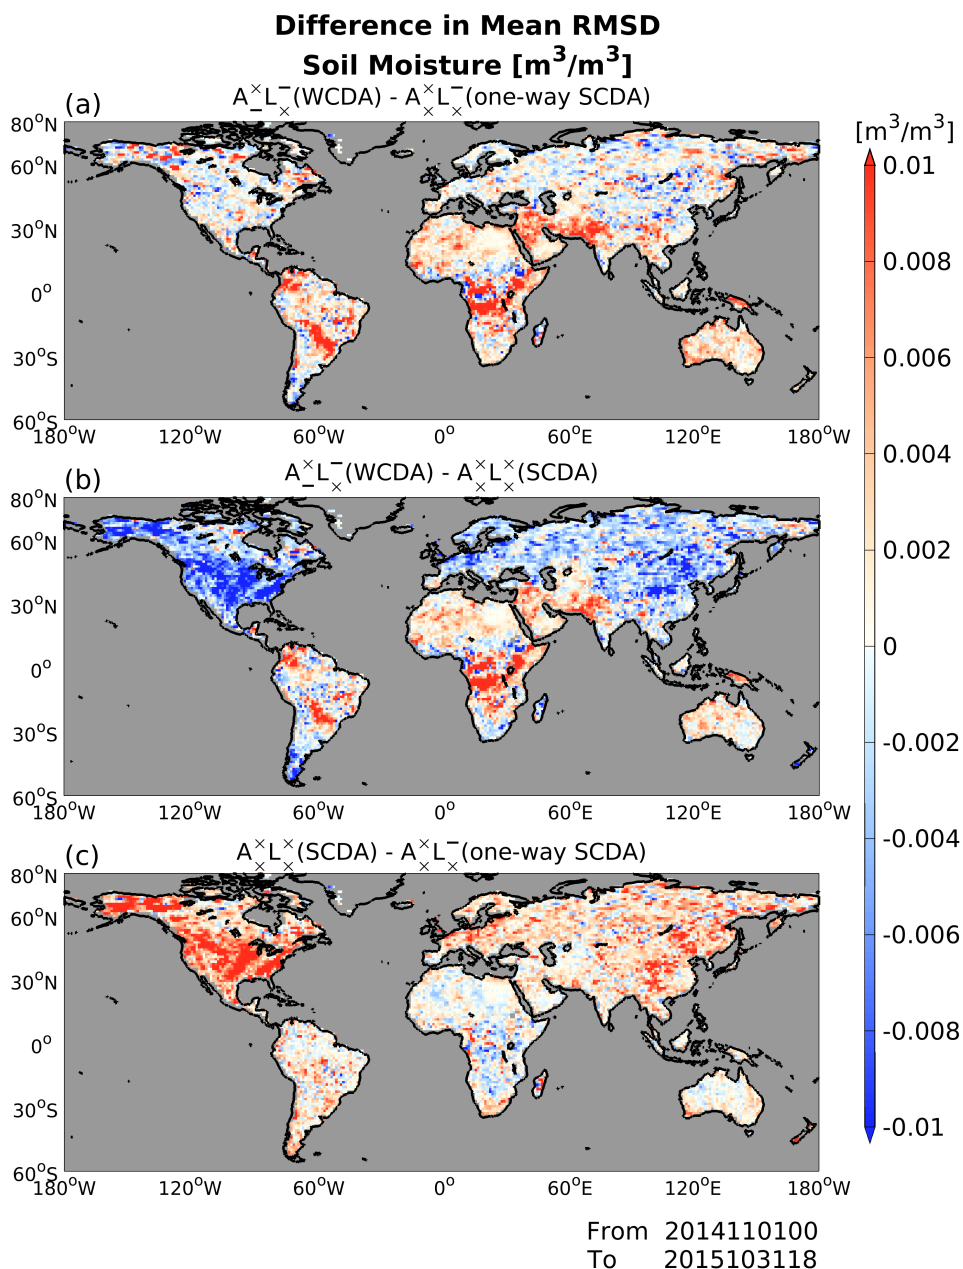 Difference in Mean RMSD
Soil Moisture [m³/m³]
(a) A×₋L⁻ₓ(WCDA) - A×ₓL⁻ₓ(one-way SCDA)
[m³/m³]
80°N
60°N
30°N
0°
30°S
60°S
180°W 120°W 60°W 0° 60°E 120°E 180°W
(b) A×₋L⁻ₓ(WCDA) - A×ₓL×ₓ(SCDA)
80°N
60°N
30°N
0°
30°S
60°S
180°W 120°W 60°W 0° 60°E 120°E 180°W
(c) A×ₓL×ₓ(SCDA) - A×ₓL⁻ₓ(one-way SCDA)
80°N
60°N
30°N
0°
30°S
60°S
180°W 120°W 60°W 0° 60°E 120°E 180°W
0.01
0.008
0.006
0.004
0.002
0
-0.002
-0.004
-0.006
-0.008
-0.01
From 2014110100
To 2015103118